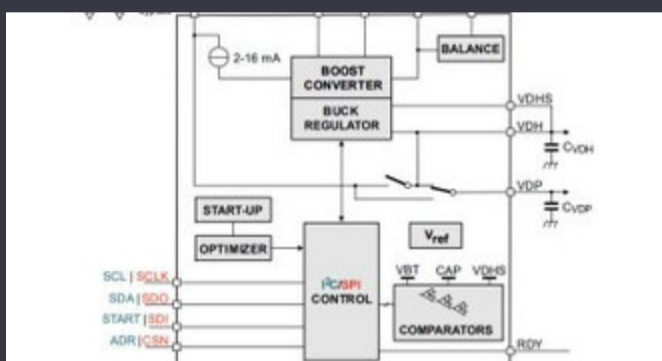 2-16 mA
BALANCE
BOOST
CONVERTER
BUCK
REGULATOR
VDHS
VDH
CVDH
VDP
CVDP
START-UP
OPTIMIZER
Vref
VBT CAP VDHS
I²C/SPI
CONTROL
COMPARATORS
SCL | SCLK
SDA | SDO
START | SDI
ADR | CSN
RDY